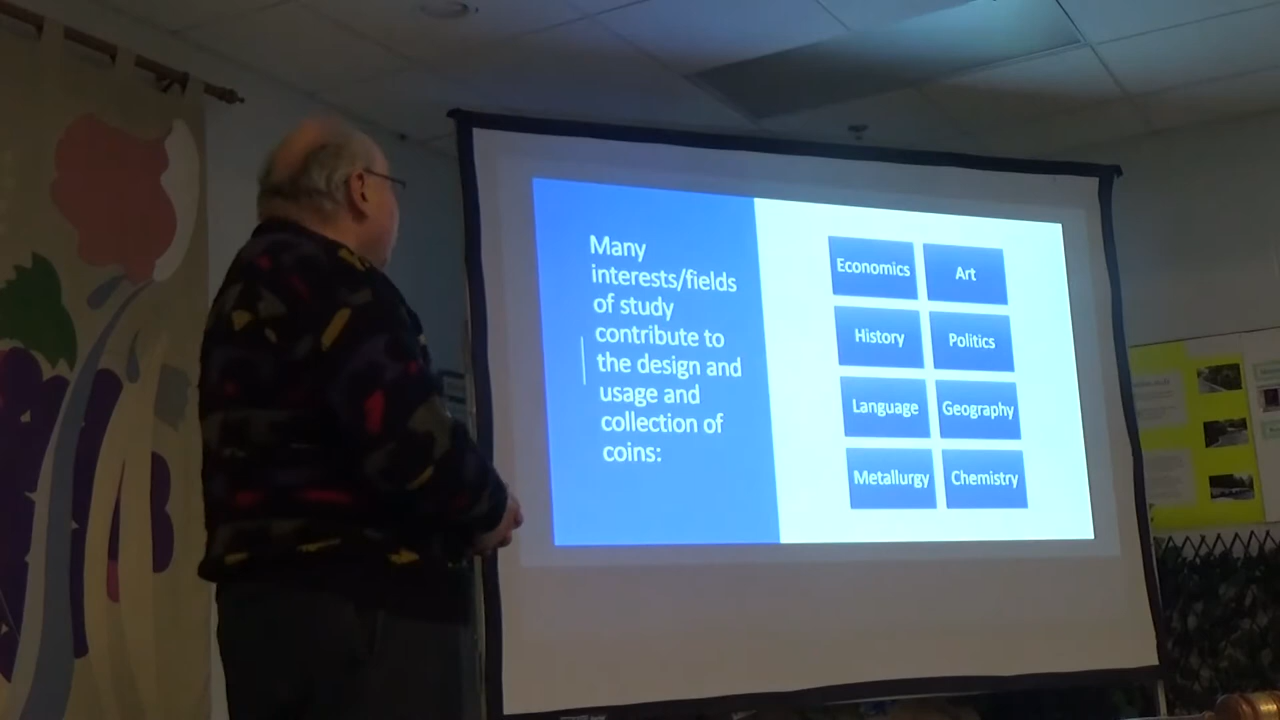 Many
interests/fields
of study
contribute to
the design and
usage and
collection of
coins:
Economics
Art
History
Politics
Language
Geography
Metallurgy
Chemistry